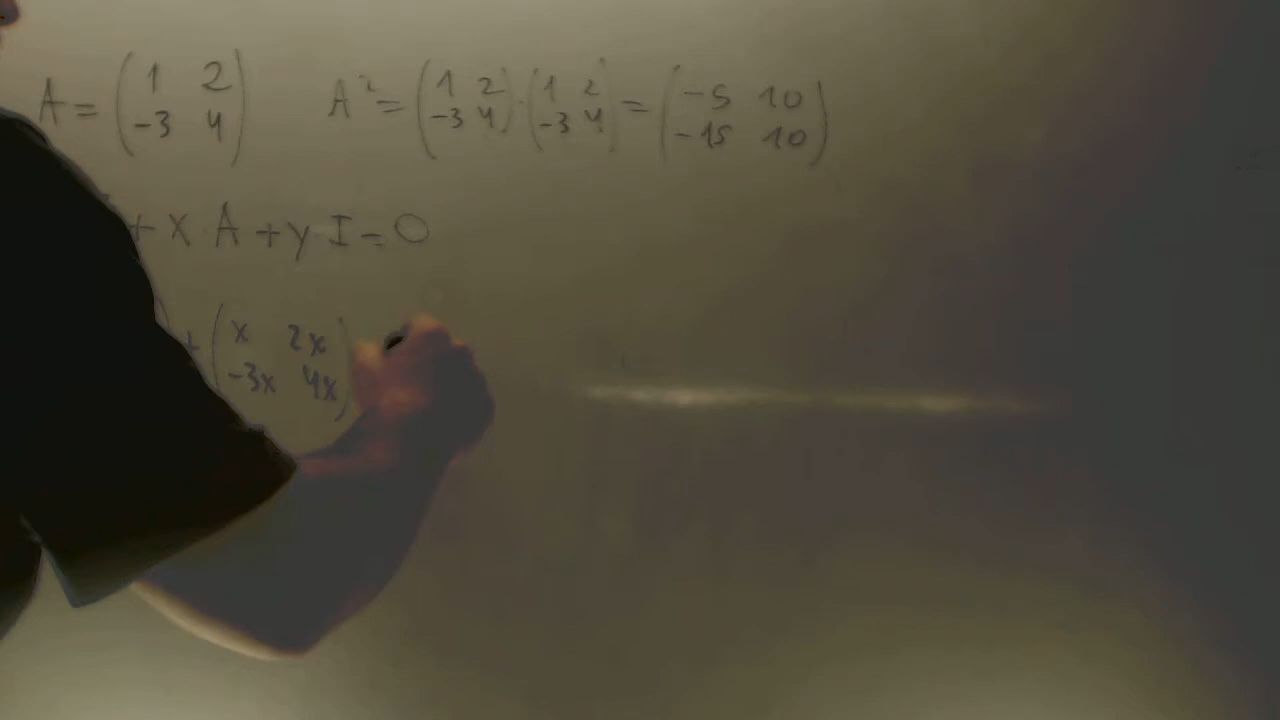 A = ( 1 2 ; -3 4 ) A² = ( 1 2 ; -3 4 ) · ( 1 2 ; -3 4 ) = ( -5 10 ; -15 10 )
+ x A + y I = 0
+ ( x 2x ; -3x 4x )